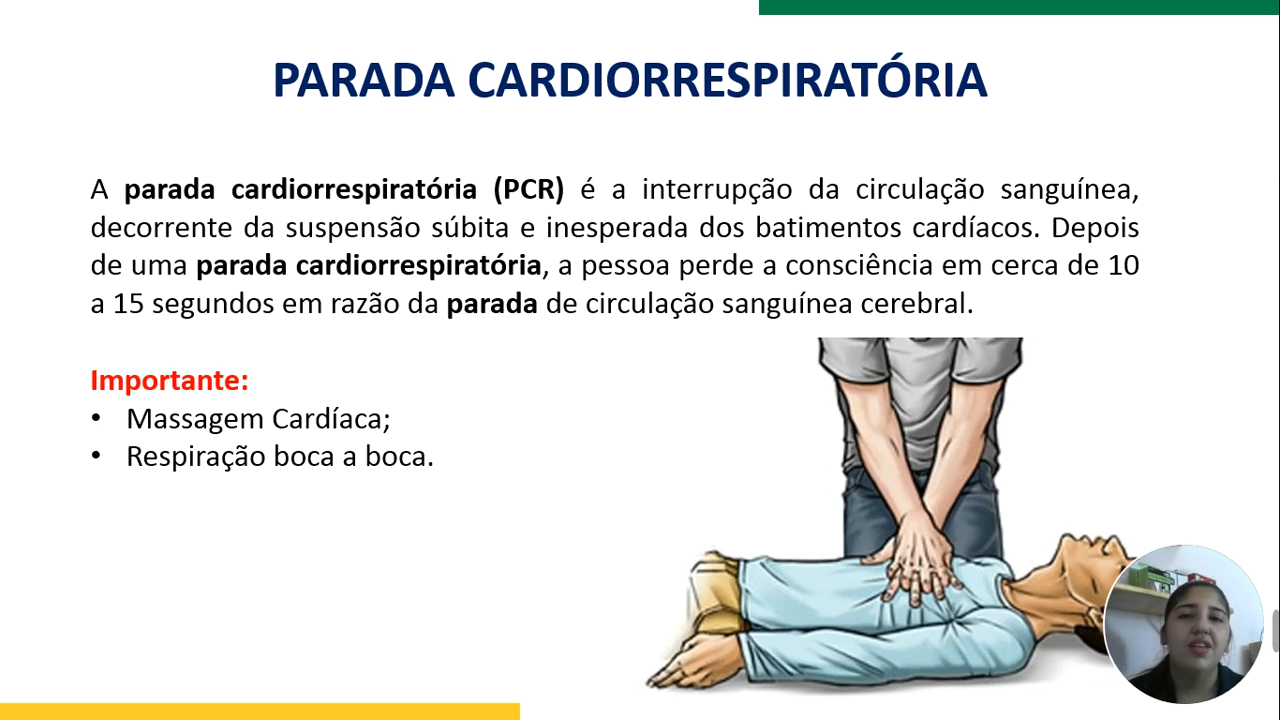 PARADA CARDIORRESPIRATÓRIA
A parada cardiorrespiratória (PCR) é a interrupção da circulação sanguínea,
decorrente da suspensão súbita e inesperada dos batimentos cardíacos. Depois
de uma parada cardiorrespiratória, a pessoa perde a consciência em cerca de 10
a 15 segundos em razão da parada de circulação sanguínea cerebral.
Importante:
• Massagem Cardíaca;
• Respiração boca a boca.